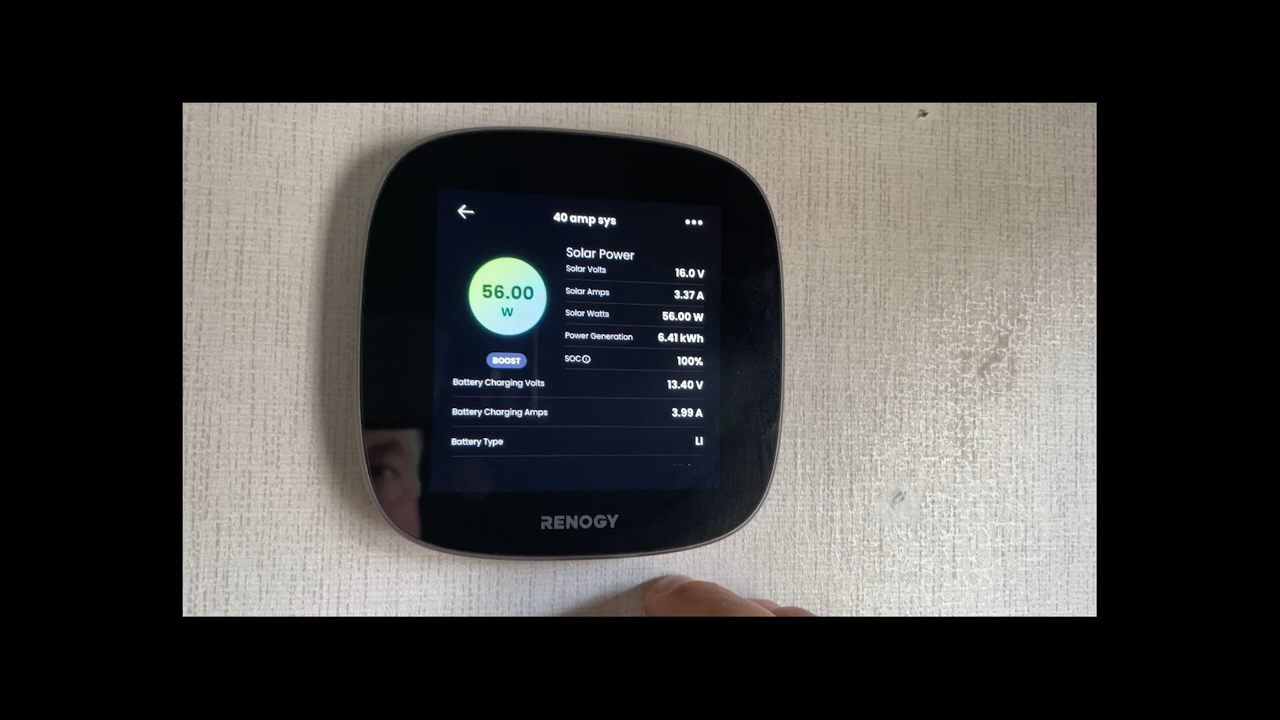 40 amp sys
Solar Power
Solar Volts 16.0 V
Solar Amps 3.37 A
56.00
W
Solar Watts 56.00 W
Power Generation 6.41 kWh
SOC 100%
BOOST
Battery Charging Volts 13.40 V
Battery Charging Amps 3.99 A
Battery Type LI
RENOGY